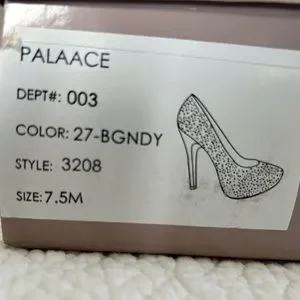 PALAACE
DEPT#: 003
COLOR: 27-BGNDY
STYLE: 3208
SIZE: 7.5M